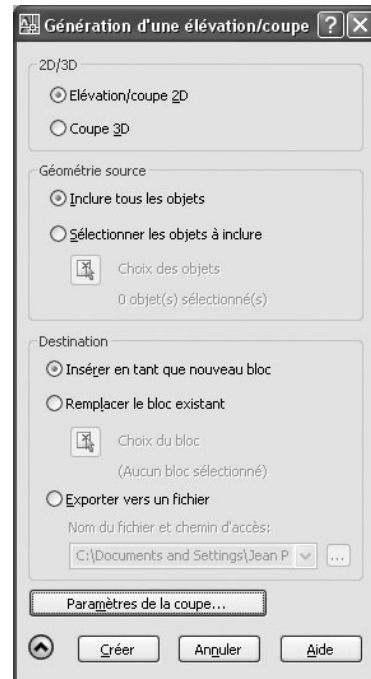 Génération d'une élévation/coupe
2D/3D
Elévation/coupe 2D
Coupe 3D
Géométrie source
Inclure tous les objets
Sélectionner les objets à inclure
Choix des objets
0 objet(s) sélectionné(s)
Destination
Insérer en tant que nouveau bloc
Remplacer le bloc existant
Choix du bloc
(Aucun bloc sélectionné)
Exporter vers un fichier
Nom du fichier et chemin d'accès:
C:\Documents and Settings\Jean P
...
Paramètres de la coupe...
Créer Annuler Aide